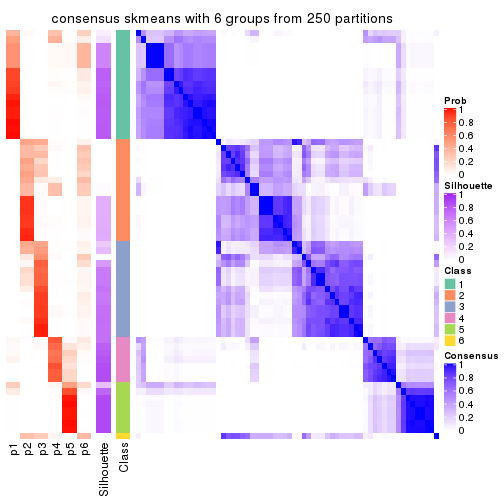 consensus skmeans with 6 groups from 250 partitions
Prob
1
0.8
0.6
0.4
0.2
0
Silhouette
1
0.8
0.6
0.4
0.2
0
Class
1
2
3
4
5
6
Consensus
1
0.8
0.6
0.4
0.2
0
p1
p2
p3
p4
p5
p6
Silhouette
Class